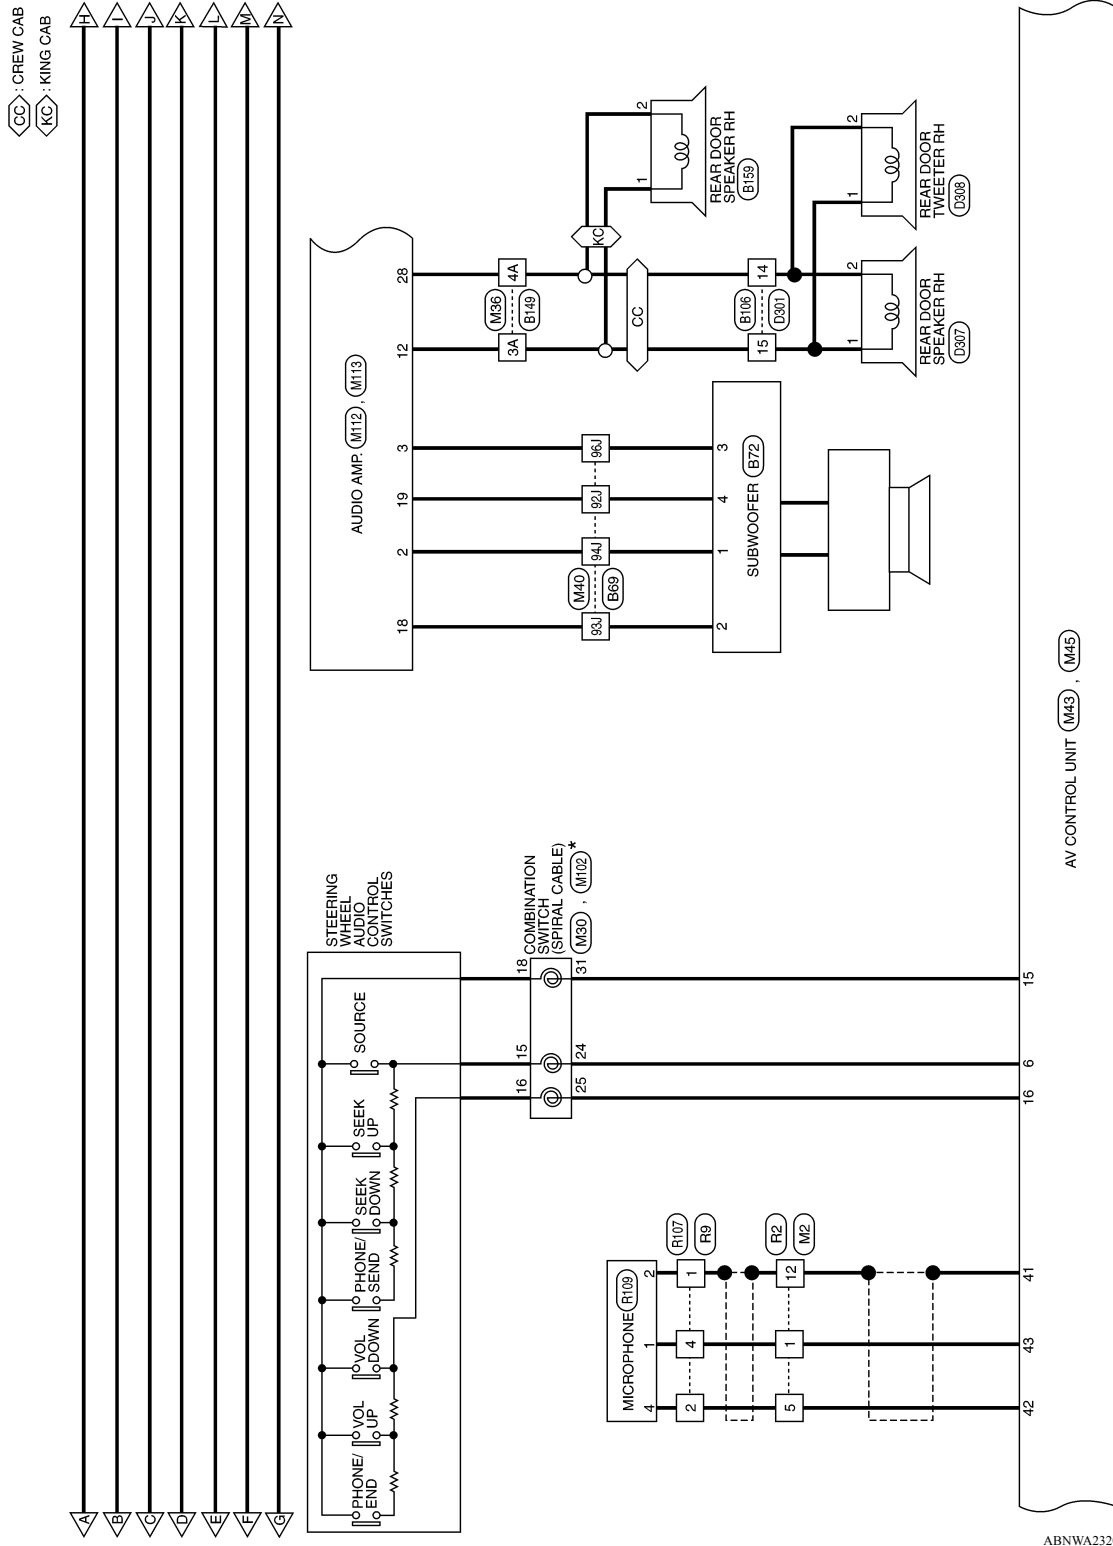 CC : CREW CAB
KC : KING CAB
H
I
J
K
L
M
N
A
B
C
D
E
F
G
AUDIO AMP. M112 , M113
18
2
19
3
12
28
M36
B149
3A
4A
KC
CC
1
2
REAR DOOR
SPEAKER RH
B159
B106
D301
15
14
1
2
REAR DOOR
SPEAKER RH
D307
1
2
REAR DOOR
TWEETER RH
D308
M40
B69
93J
94J
92J
96J
2
1
4
3
SUBWOOFER B72
STEERING
WHEEL
AUDIO
CONTROL
SWITCHES
PHONE/
END
VOL
UP
VOL
DOWN
PHONE/
SEND
SEEK
DOWN
SEEK
UP
SOURCE
16
15
18
COMBINATION
SWITCH
(SPIRAL CABLE)
M30 , M102 *
25
24
31
MICROPHONE R109
4
1
2
2
4
1
R107
R9
5
1
12
R2
M2
42
43
41
16
6
15
AV CONTROL UNIT M43 , M45
ABNWA232